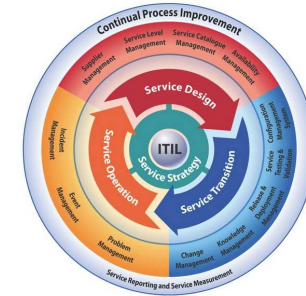 Continual Process Improvement
Supplier
Management
Service Level
Management
Service Catalogue
Management
Availability
Management
Service Design
System
Configuration
Management
Service
Testing &
Validation
Release &
Deployment
Management
Knowledge
Management
Change
Management
Service Transition
ITIL
Service Strategy
Service Operation
Incident
Management
Event
Management
Problem
Management
Service Reporting and Service Measurement